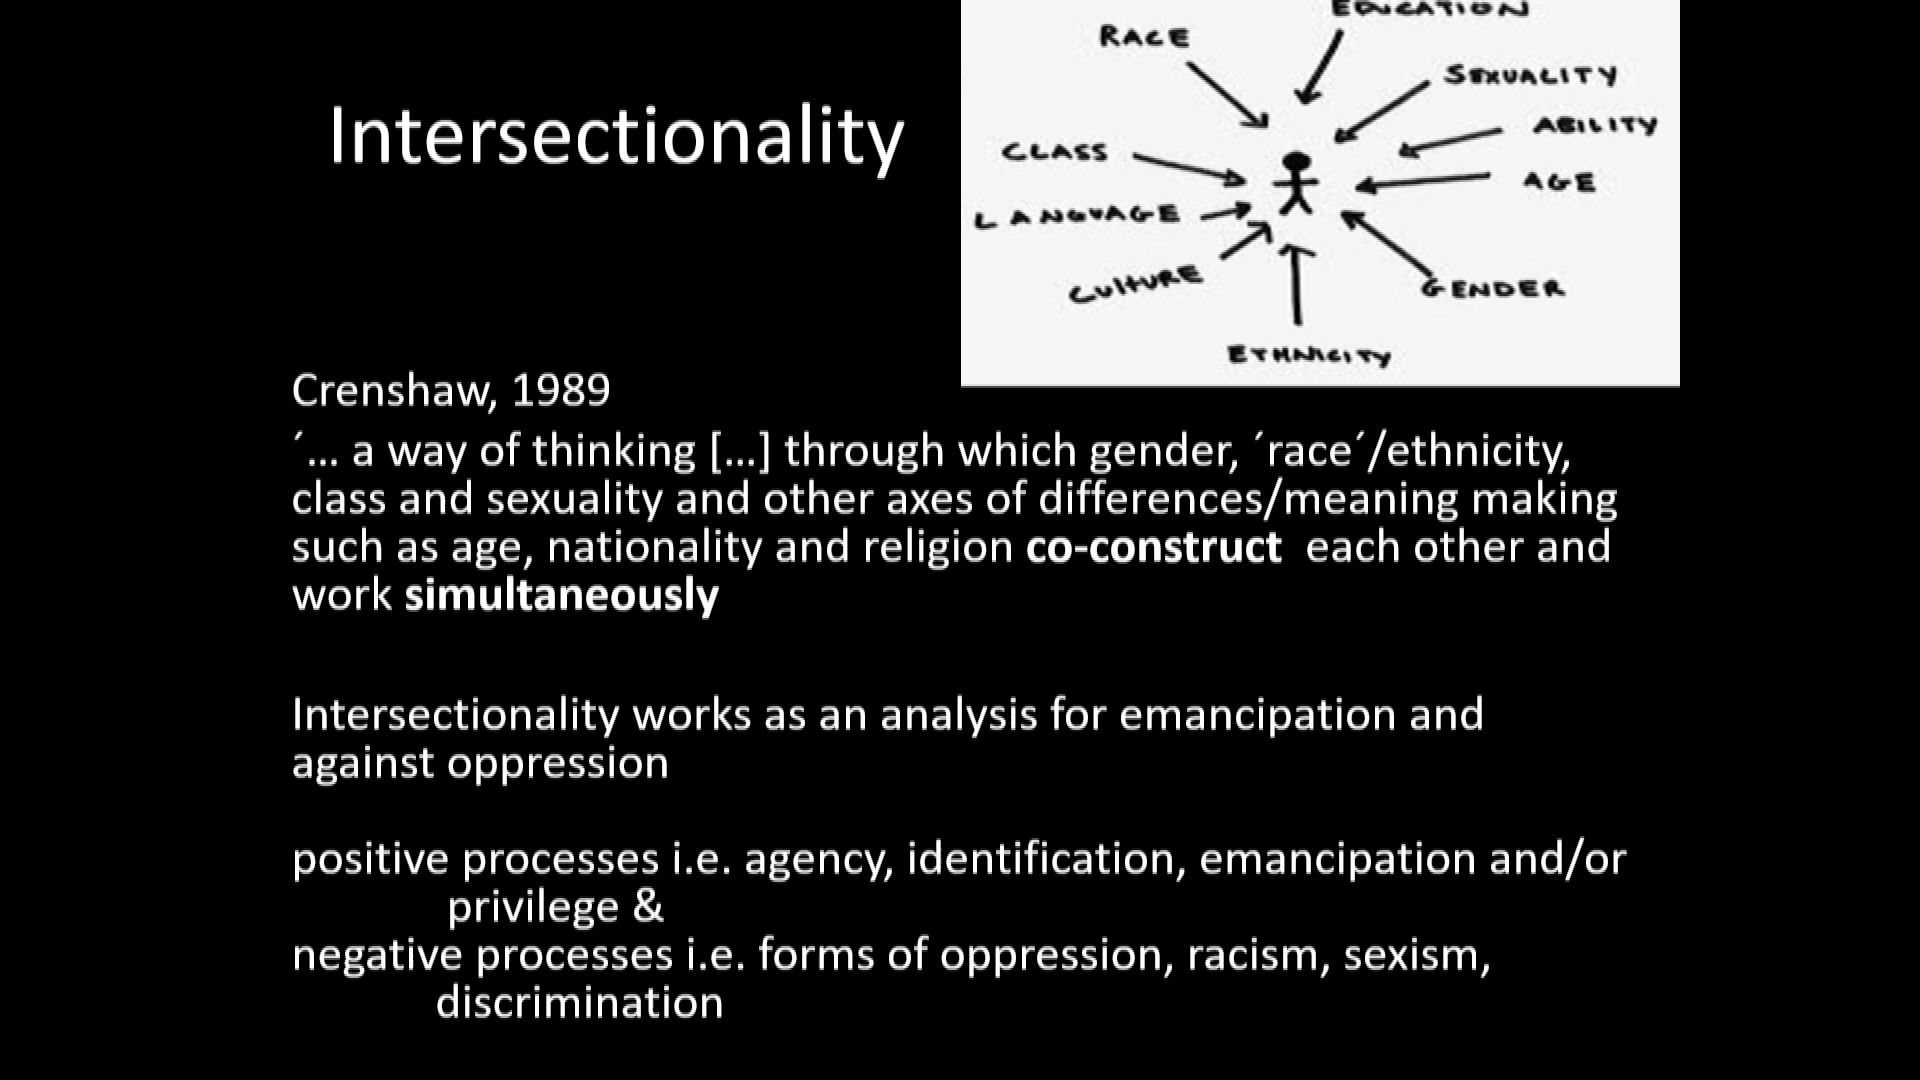 EDUCATION
RACE
SEXUALITY
Intersectionality
ABILITY
CLASS
AGE
LANGUAGE
CULTURE
GENDER
ETHNICITY
Crenshaw, 1989
´... a way of thinking [...] through which gender, ´race´/ethnicity,
class and sexuality and other axes of differences/meaning making
such as age, nationality and religion co-construct each other and
work simultaneously
Intersectionality works as an analysis for emancipation and
against oppression
positive processes i.e. agency, identification, emancipation and/or
privilege &
negative processes i.e. forms of oppression, racism, sexism,
discrimination